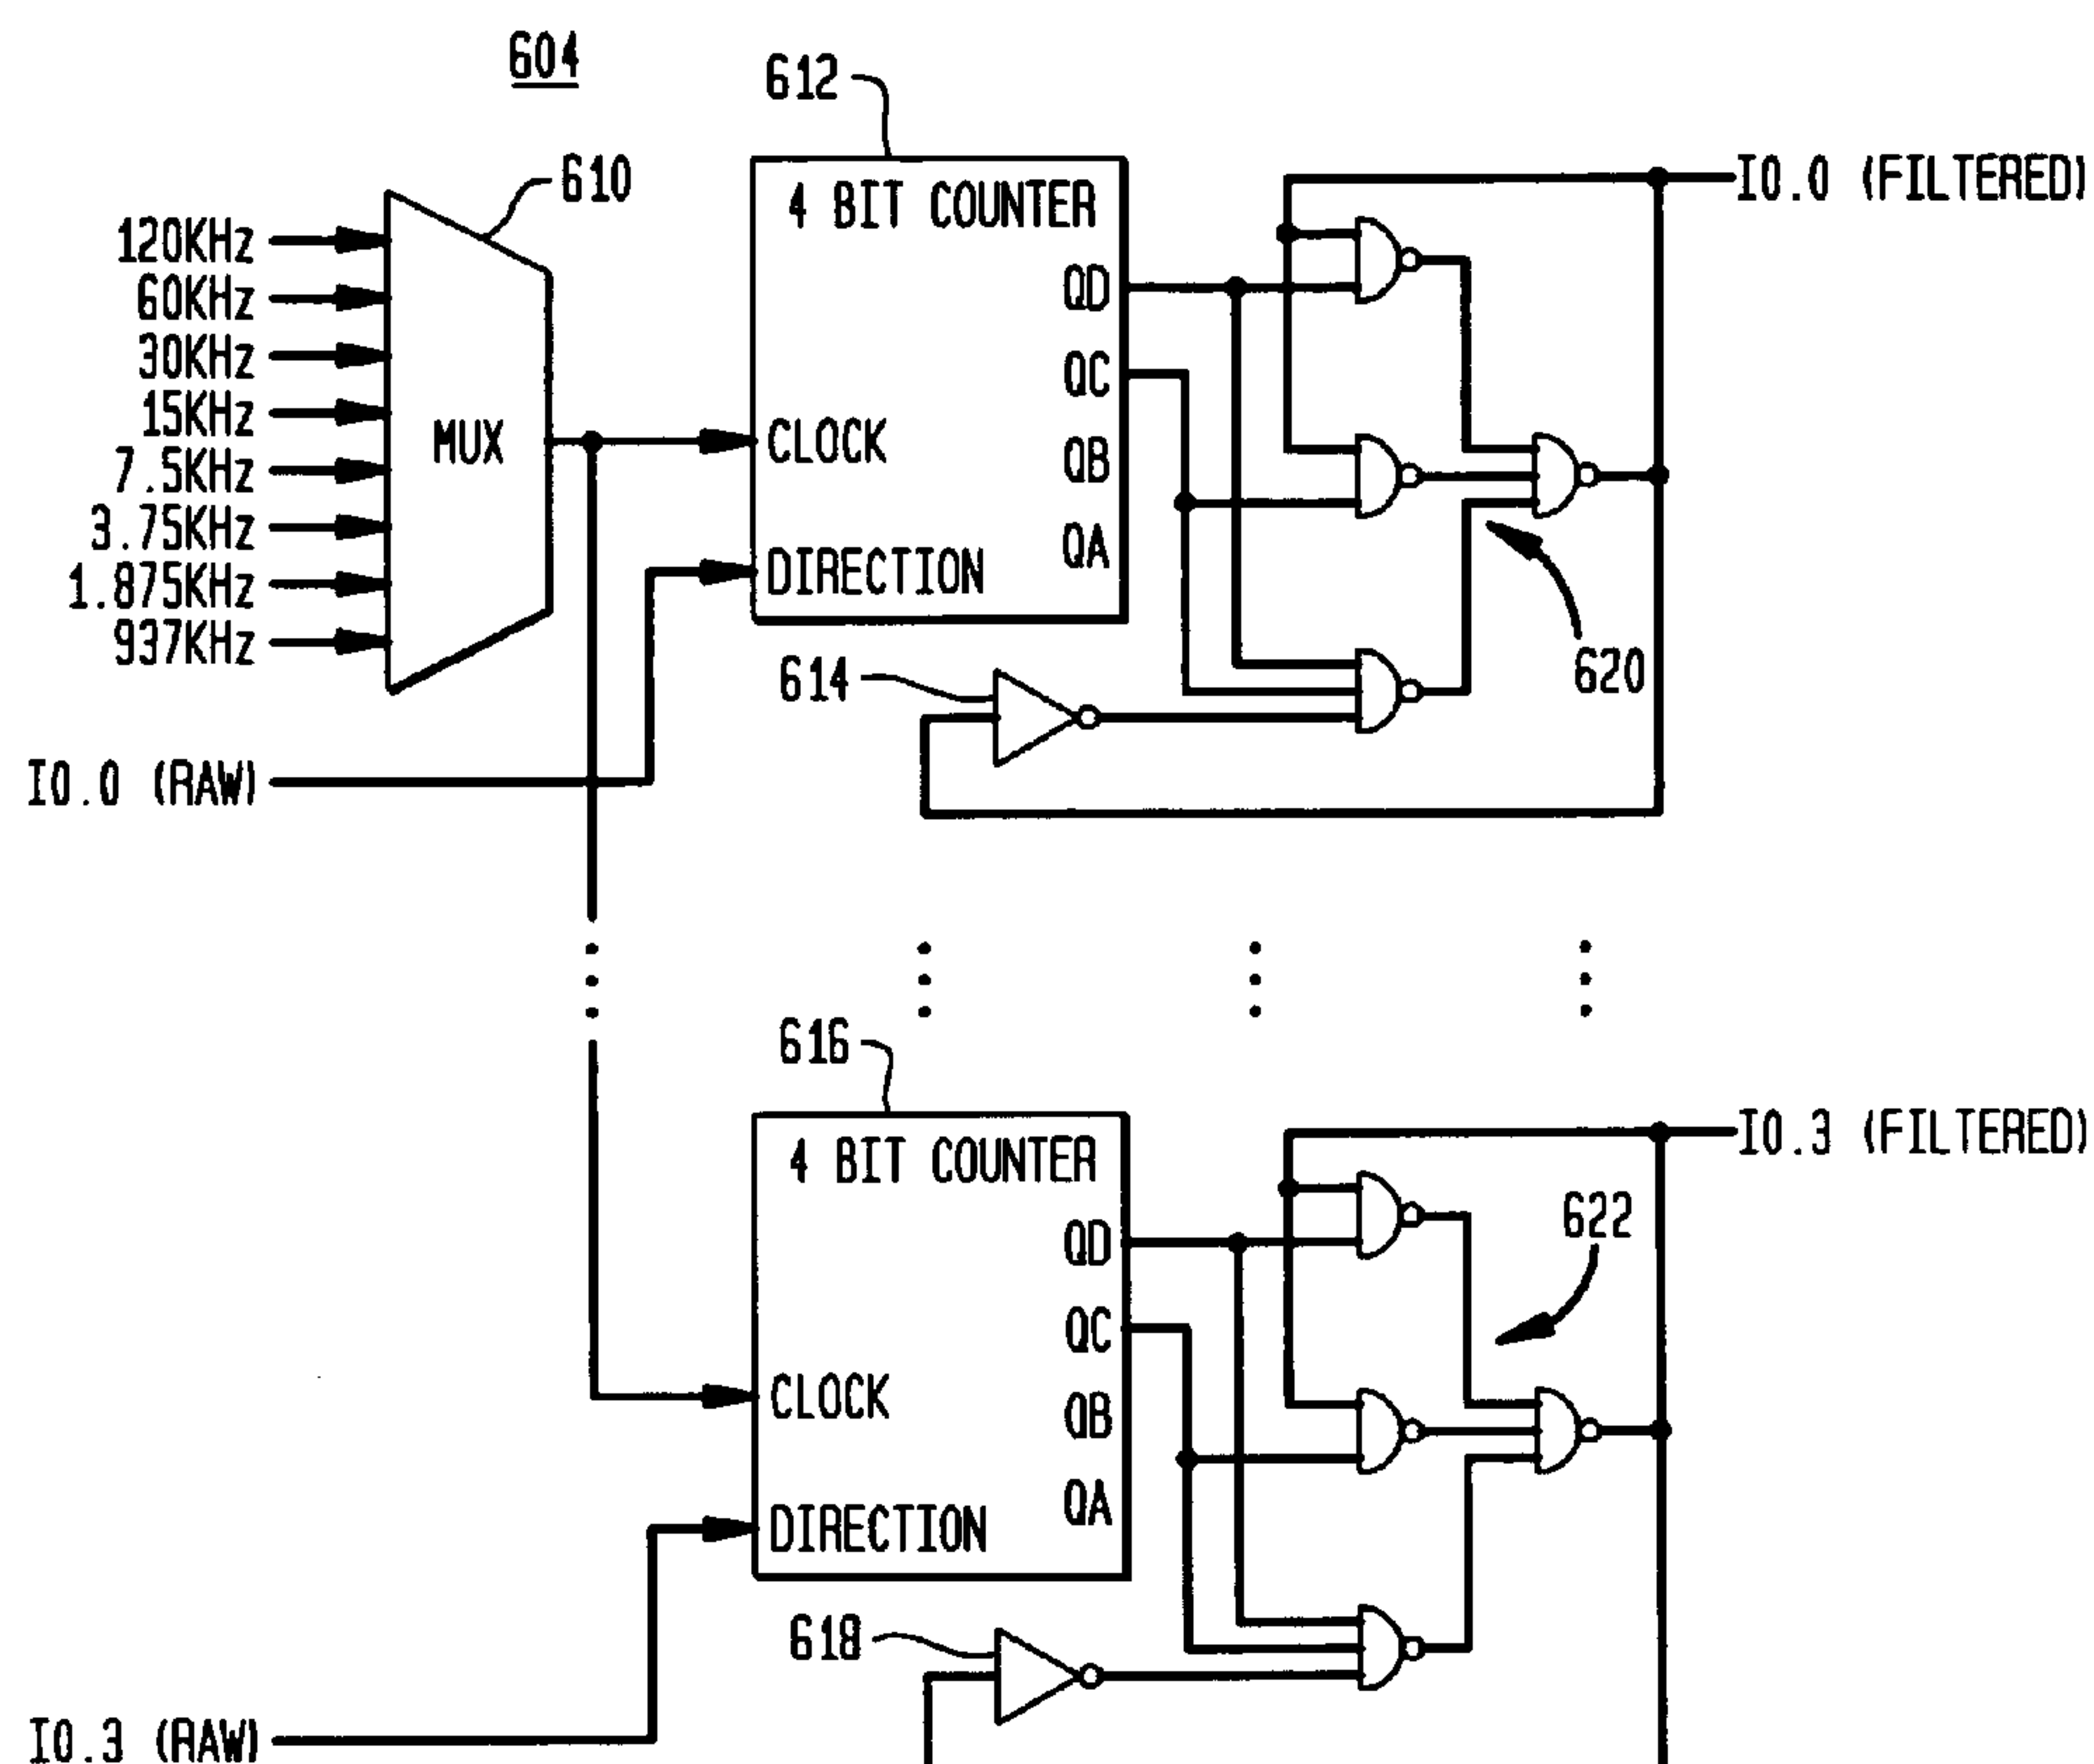 604
612
610
4 BIT COUNTER
I0.0 (FILTERED)
120KHz
60KHz
30KHz
15KHz
7.5KHz
3.75KHz
1.875KHz
937KHz
MUX
QD
QC
QB
QA
CLOCK
DIRECTION
620
614
I0.0 (RAW)
616
4 BIT COUNTER
I0.3 (FILTERED)
622
QD
QC
QB
QA
CLOCK
DIRECTION
618
I0.3 (RAW)